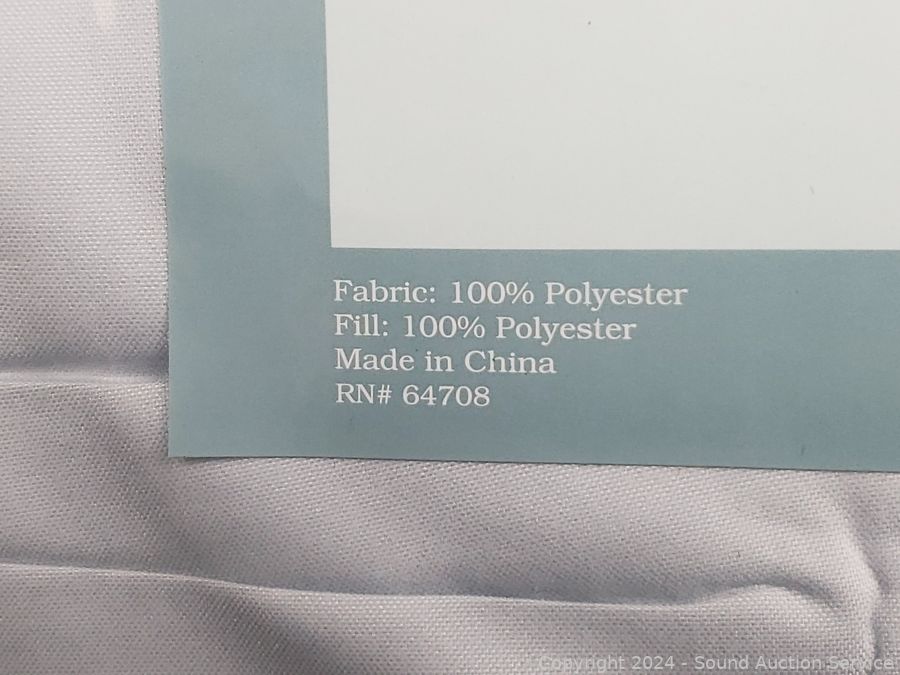 Fabric: 100% Polyester
Fill: 100% Polyester
Made in China
RN# 64708
Copyright 2024 - Sound Auction Service